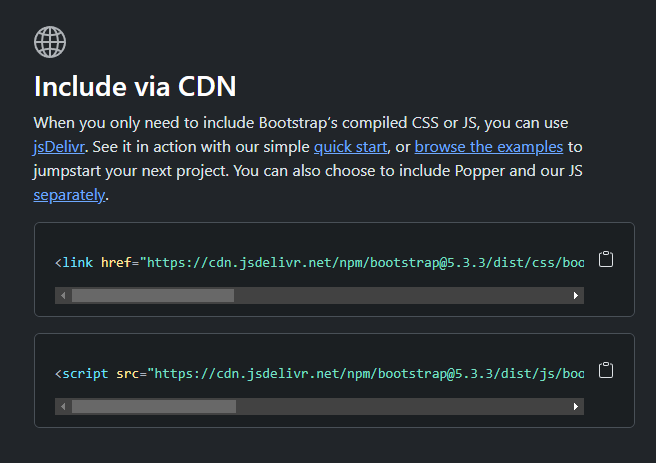 Include via CDN
When you only need to include Bootstrap's compiled CSS or JS, you can use
jsDelivr. See it in action with our simple quick start, or browse the examples to
jumpstart your next project. You can also choose to include Popper and our JS
separately.
<link href="https://cdn.jsdelivr.net/npm/bootstrap@5.3.3/dist/css/boo
<script src="https://cdn.jsdelivr.net/npm/bootstrap@5.3.3/dist/js/boo